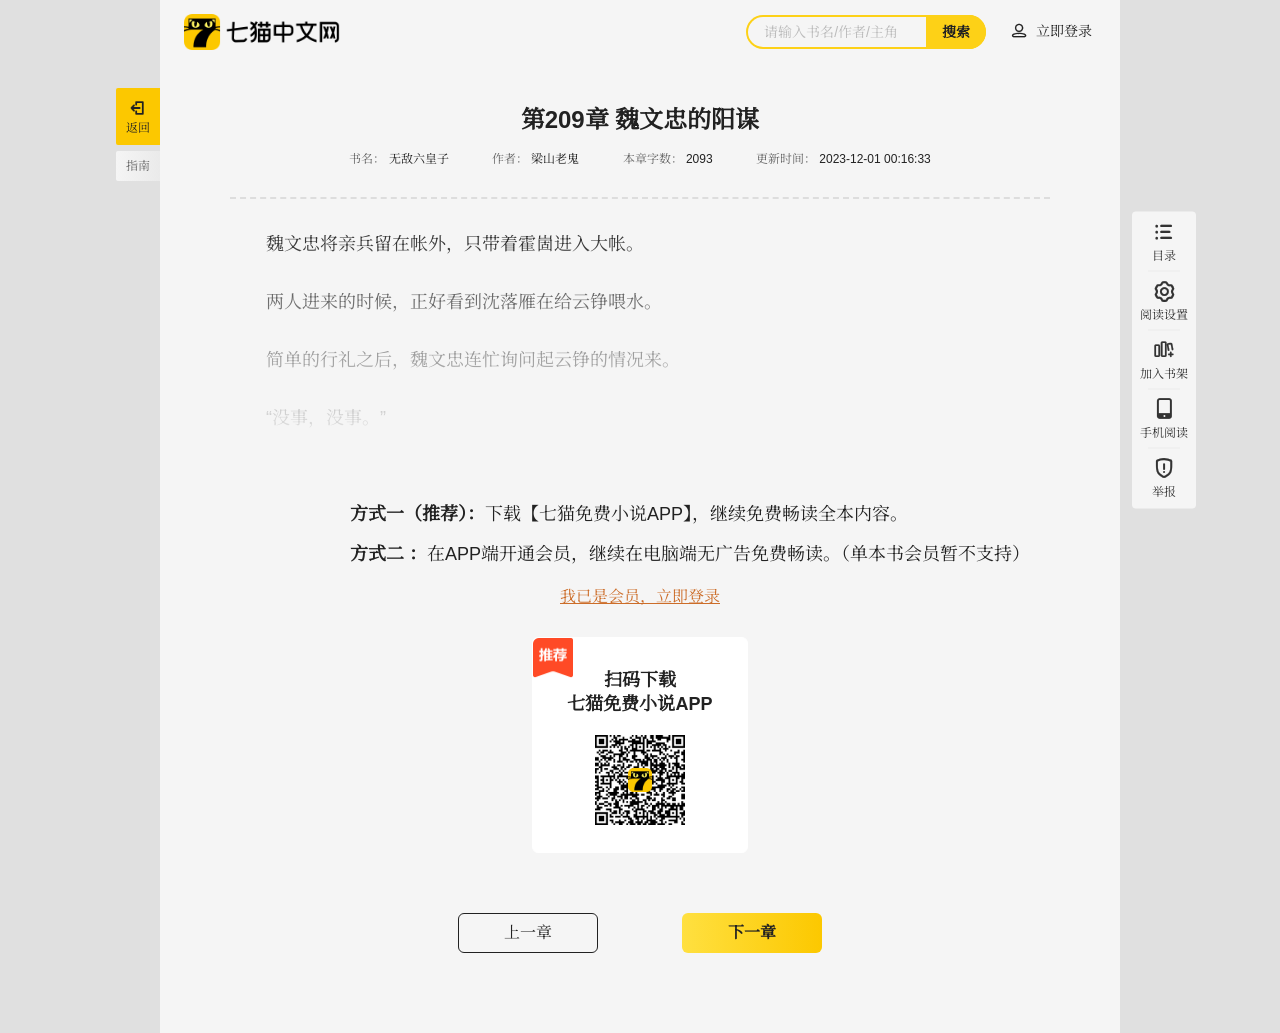 七猫中文网
请输入书名/作者/主角
搜索
立即登录
返回
指南
第209章 魏文忠的阳谋
书名： 无敌六皇子 作者： 梁山老鬼 本章字数： 2093 更新时间： 2023-12-01 00:16:33
魏文忠将亲兵留在帐外，只带着霍崮进入大帐。
两人进来的时候，正好看到沈落雁在给云铮喂水。
简单的行礼之后，魏文忠连忙询问起云铮的情况来。
“没事，没事。”
目录
阅读设置
加入书架
手机阅读
举报
方式一（推荐）：下载【七猫免费小说APP】，继续免费畅读全本内容。
方式二 ：在APP端开通会员，继续在电脑端无广告免费畅读。（单本书会员暂不支持）
我已是会员，立即登录
推荐
扫码下载
七猫免费小说APP
上一章
下一章